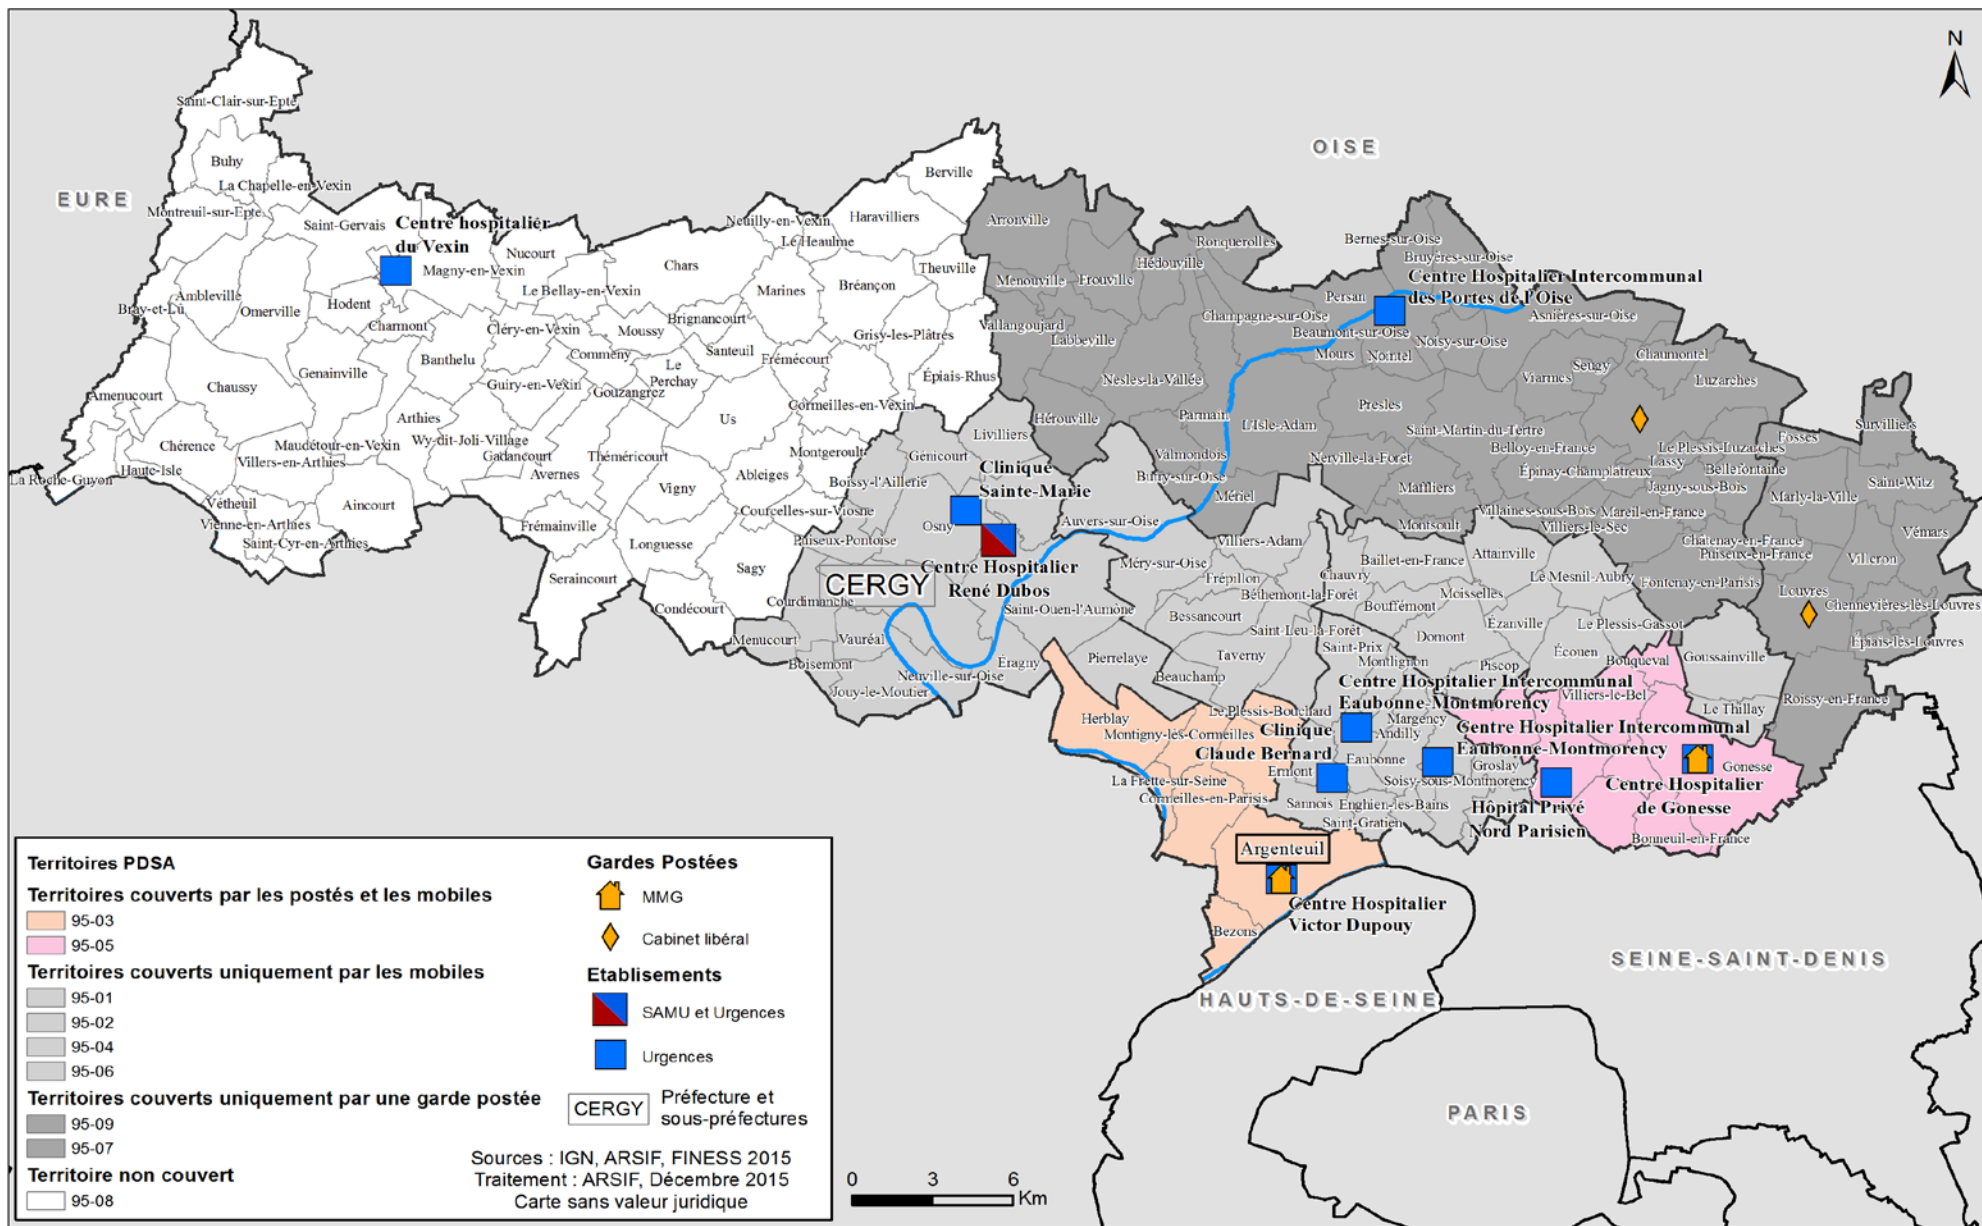 N
OISE
EURE
Saint-Clair-sur-Epte
Buhy
La Chapelle-en-Vexin
Montreuil-sur-Epte
Saint-Gervais
Centre hospitalier
du Vexin
Magny-en-Vexin
Nucourt
Hodent
Charmont
Ambleville
Bray-et-Lû
Omerville
Le Bellay-en-Vexin
Chars
Neuilly-en-Vexin
Le Heaulme
Haravilliers
Berville
Theuville
Bréançon
Marines
Brignancourt
Moussy
Cléry-en-Vexin
Commeny
Santeuil
Le
Perchay
Frémécourt
Grisy-les-Plâtres
Épiais-Rhus
Banthelu
Guiry-en-Vexin
Gouzangrez
Genainville
Chaussy
Amenucourt
Us
Cormeilles-en-Vexin
Arthies
Chérence
Maudétour-en-Vexin
Wy-dit-Joli-Village
Gadancourt
Théméricourt
Montgeroult
Ableiges
Villers-en-Arthies
Haute-Isle
La Roche-Guyon
Avernes
Vigny
Vétheuil
Vienne-en-Arthies
Saint-Cyr-en-Arthies
Aincourt
Frémainville
Courcelles-sur-Viosne
Longuesse
Sagy
Seraincourt
Condécourt
Arronville
Menouville
Frouville
Hédouville
Ronquerolles
Vallangoujard
Labbeville
Nesles-la-Vallée
Hérouville
Bernes-sur-Oise
Bruyères-sur-Oise
Centre Hospitalier Intercommunal
des Portes de l'Oise
Persan
Champagne-sur-Oise
Beaumont-sur-Oise
Asnières-sur-Oise
Mours
Nointel
Noisy-sur-Oise
Chaumontel
Seugy
Viarmes
Luzarches
Presles
Parmain
L'Isle-Adam
Saint-Martin-du-Tertre
Belloy-en-France
Le Plessis-Luzarches
Lassy
Bellefontaine
Fosses
Survilliers
Valmondois
Butry-sur-Oise
Nerville-la-Forêt
Épinay-Champlâtreux
Jagny-sous-Bois
Marly-la-Ville
Saint-Witz
Mériel
Maffliers
Montsoult
Villaines-sous-Bois
Villiers-le-Sec
Mareil-en-France
Châtenay-en-France
Puiseux-en-France
Vémars
Villeron
Fontenay-en-Parisis
Louvres
Chennevières-lès-Louvres
Épiais-lès-Louvres
Roissy-en-France
Livilliers
Génicourt
Boissy-l'Aillerie
Clinique
Sainte-Marie
Osny
Puiseux-Pontoise
Centre Hospitalier
René Dubos
CERGY
Courdimanche
Menucourt
Vauréal
Boisemont
Jouy-le-Moutier
Neuville-sur-Oise
Éragny
Saint-Ouen-l'Aumône
Auvers-sur-Oise
Méry-sur-Oise
Villiers-Adam
Frépillon
Béthemont-la-Forêt
Chauvry
Bessancourt
Saint-Leu-la-Forêt
Taverny
Pierrelaye
Beauchamp
Baillet-en-France
Attainville
Le Mesnil-Aubry
Moisselles
Bouffémont
Domont
Ézanville
Le Plessis-Gassot
Écouen
Bouqueval
Goussainville
Saint-Prix
Montlignon
Piscop
Villiers-le-Bel
Le Thillay
Centre Hospitalier Intercommunal
Eaubonne-Montmorency
Margency
Andilly
Centre Hospitalier Intercommunal
Eaubonne-Montmorency
Le Plessis-Bouchard
Clinique
Claude Bernard
Herblay
Montigny-lès-Cormeilles
Ermont
Eaubonne
Soisy-sous-Montmorency
Groslay
Gonesse
La Frette-sur-Seine
Cormeilles-en-Parisis
Sannois
Enghien-les-Bains
Saint-Gratien
Hôpital Privé
Nord Parisien
Centre Hospitalier
de Gonesse
Bonneuil-en-France
Argenteuil
Centre Hospitalier
Victor Dupouy
Bezons
HAUTS-DE-SEINE
SEINE-SAINT-DENIS
PARIS
Territoires PDSA
Territoires couverts par les postés et les mobiles
95-03
95-05
Territoires couverts uniquement par les mobiles
95-01
95-02
95-04
95-06
Territoires couverts uniquement par une garde postée
95-09
95-07
Territoire non couvert
95-08
Gardes Postées
MMG
Cabinet libéral
Etablisements
SAMU et Urgences
Urgences
CERGY
Préfecture et
sous-préfectures
Sources : IGN, ARSIF, FINESS 2015
Traitement : ARSIF, Décembre 2015
Carte sans valeur juridique
0 3 6
Km